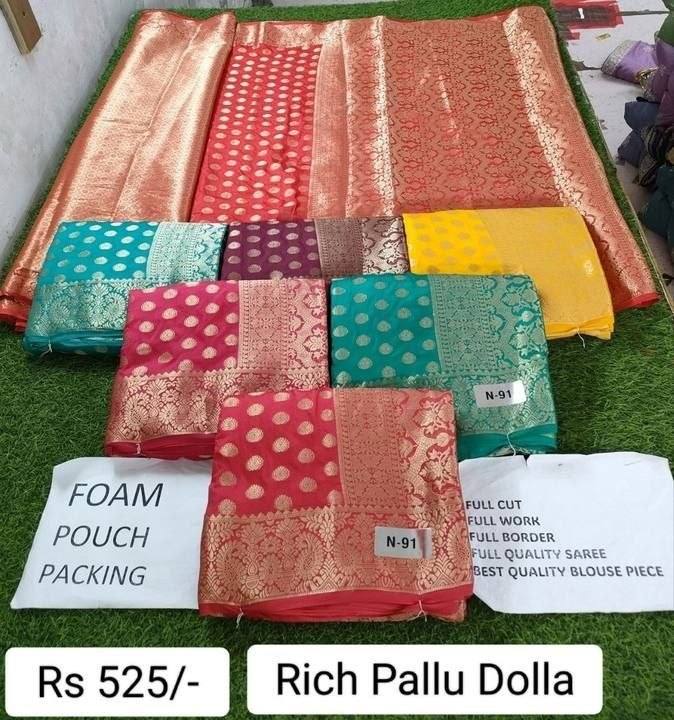 N-91
N-91
FOAM
POUCH
PACKING
FULL CUT
FULL WORK
FULL BORDER
FULL QUALITY SAREE
BEST QUALITY BLOUSE PIECE
Rs 525/-
Rich Pallu Dolla